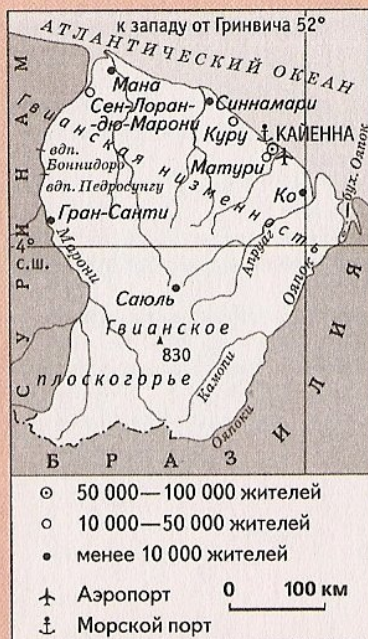 к западу от Гринвича 52°
АТЛАНТИЧЕСКИЙ ОКЕАН
Мана
Сен-Лоран-
-дю-Марони
Синнамари
Куру
КАЙЕННА
Матури
Гвианская низменность
вдп.
Боннидоро
вдп. Педросунгу
Ко
бух. Ояпок
Гран-Санти
4°
с.ш.
Марони
Апруаг
Ояпок
Саюль
Гвианское
830
плоскогорье
Камопи
Ояпоки
СУРИНАМ
БРАЗИЛИЯ
50 000—100 000 жителей
10 000—50 000 жителей
менее 10 000 жителей
Аэропорт
0 100 км
Морской порт